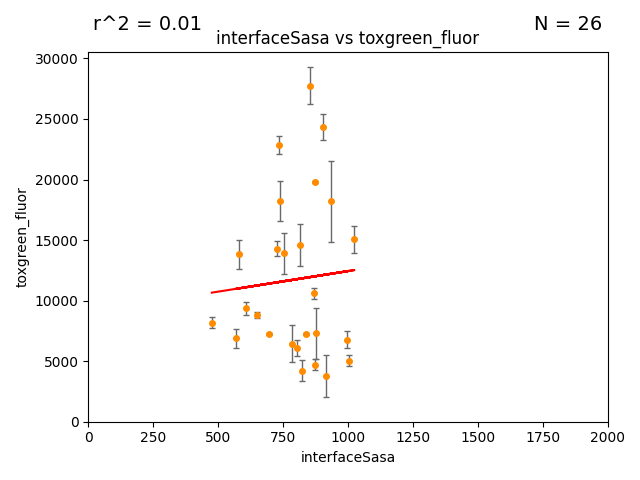 r^2 = 0.01
N = 26
interfaceSasa vs toxgreen_fluor
30000
25000
20000
15000
10000
5000
0
toxgreen_fluor
0 250 500 750 1000 1250 1500 1750 2000
interfaceSasa